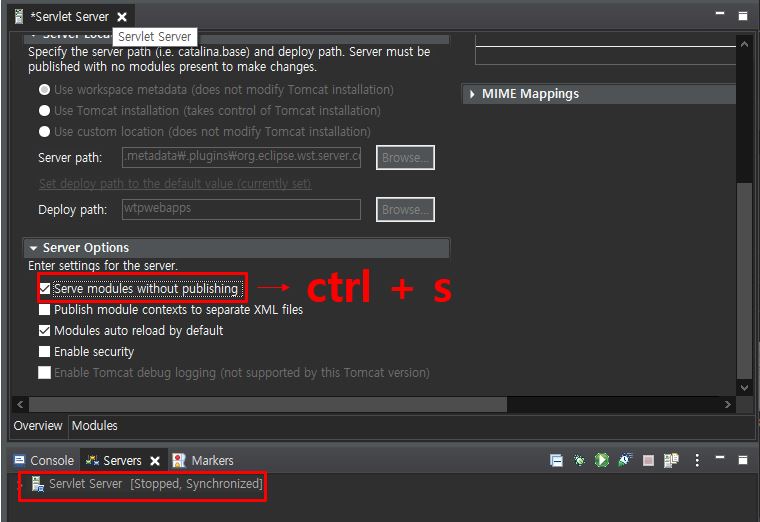 *Servlet Server
Servlet Server
Server Loca
Specify the server path (i.e. catalina.base) and deploy path. Server must be
published with no modules present to make changes.
Use workspace metadata (does not modify Tomcat installation)
Use Tomcat installation (takes control of Tomcat installation)
Use custom location (does not modify Tomcat installation)
Server path:
.metadata₩.plugins₩org.eclipse.wst.server.co
Browse...
Set deploy path to the default value (currently set)
Deploy path:
wtpwebapps
Browse...
MIME Mappings
Server Options
Enter settings for the server.
Serve modules without publishing
ctrl + s
Publish module contexts to separate XML files
Modules auto reload by default
Enable security
Enable Tomcat debug logging (not supported by this Tomcat version)
Overview
Modules
Console
Servers
Markers
Servlet Server [Stopped, Synchronized]